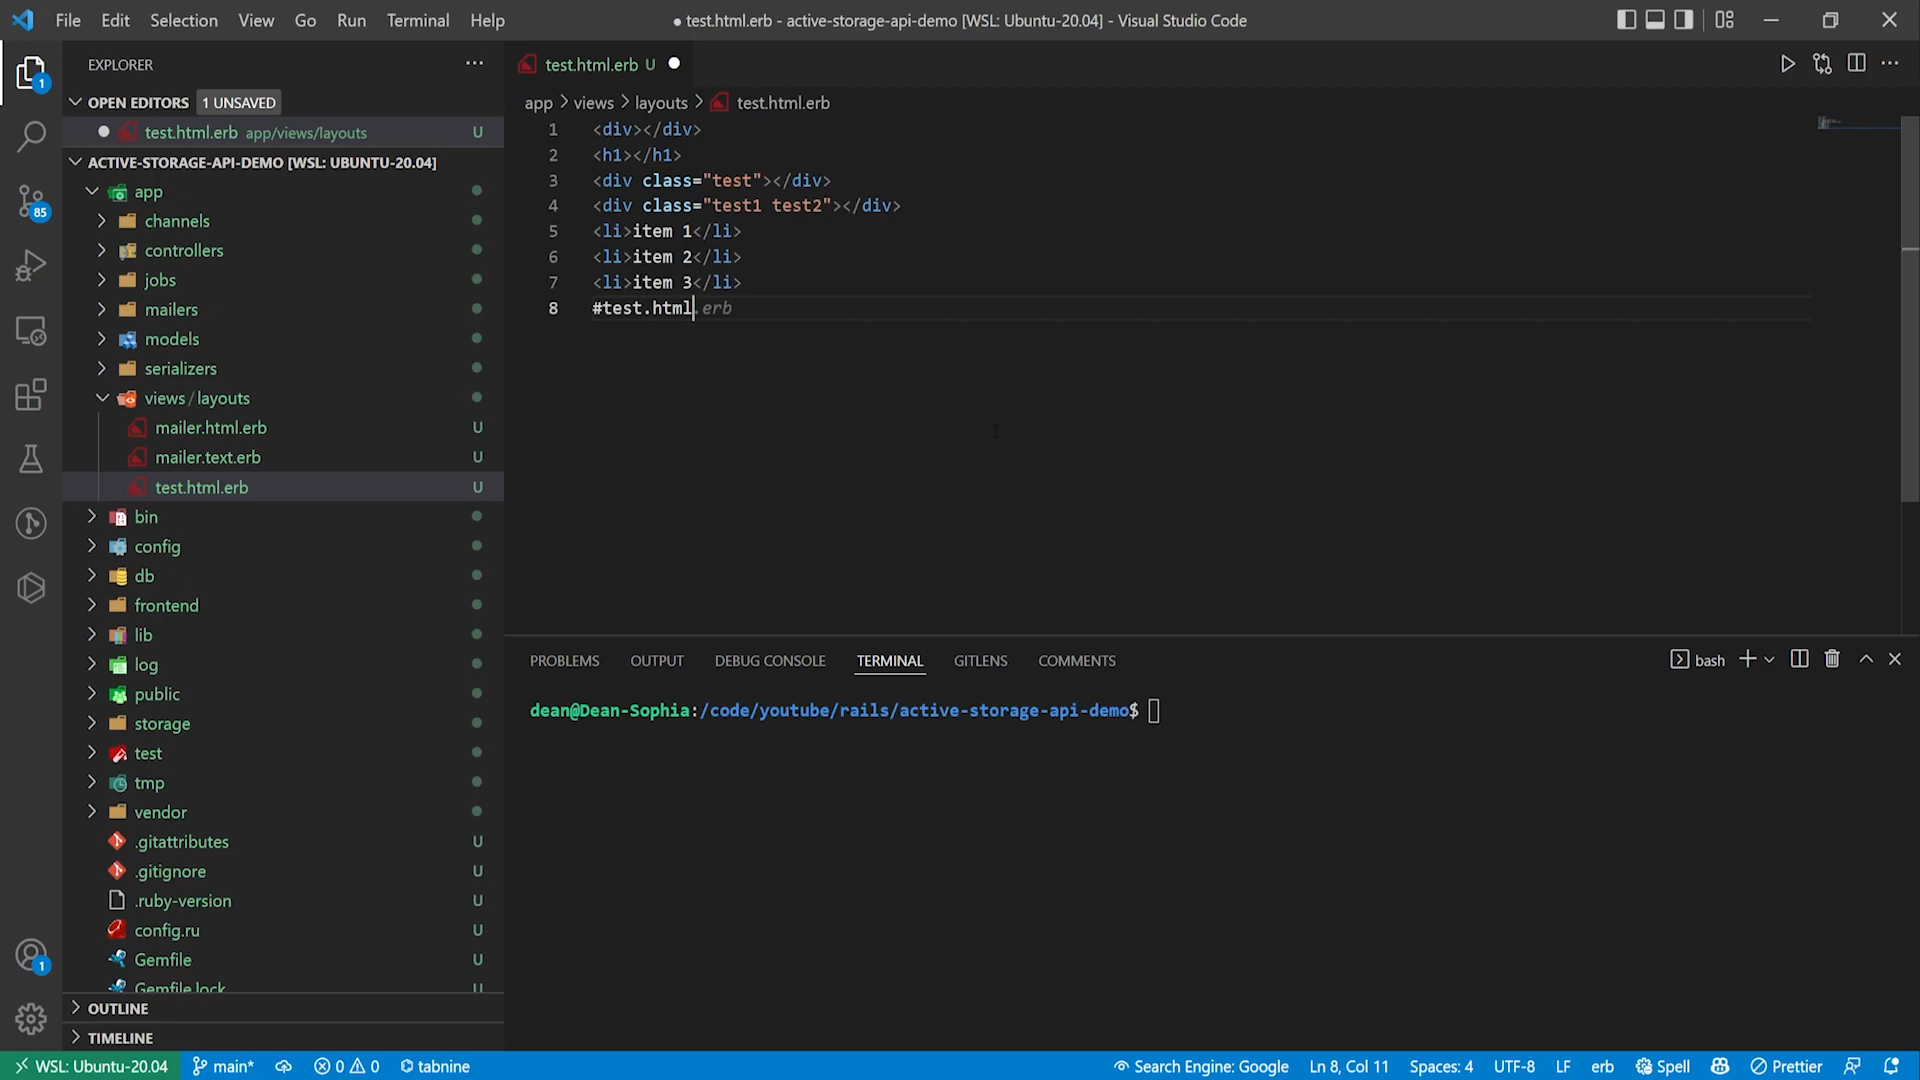 File Edit Selection View Go Run Terminal Help
● test.html.erb - active-storage-api-demo [WSL: Ubuntu-20.04] - Visual Studio Code
EXPLORER
OPEN EDITORS 1 UNSAVED
test.html.erb app/views/layouts U
ACTIVE-STORAGE-API-DEMO [WSL: UBUNTU-20.04]
app
channels
controllers
jobs
mailers
models
serializers
views / layouts
mailer.html.erb U
mailer.text.erb U
test.html.erb U
bin
config
db
frontend
lib
log
public
storage
test
tmp
vendor
.gitattributes U
.gitignore U
.ruby-version U
config.ru U
Gemfile U
Gemfile.lock U
OUTLINE
TIMELINE
1
85
1
test.html.erb U
app > views > layouts > test.html.erb
1 <div></div>
2 <h1></h1>
3 <div class="test"></div>
4 <div class="test1 test2"></div>
5 <li>item 1</li>
6 <li>item 2</li>
7 <li>item 3</li>
8 #test.html.erb
PROBLEMS OUTPUT DEBUG CONSOLE TERMINAL GITLENS COMMENTS
bash
dean@Dean-Sophia:/code/youtube/rails/active-storage-api-demo$
WSL: Ubuntu-20.04 main* 0 0 tabnine
Search Engine: Google Ln 8, Col 11 Spaces: 4 UTF-8 LF erb Spell Prettier